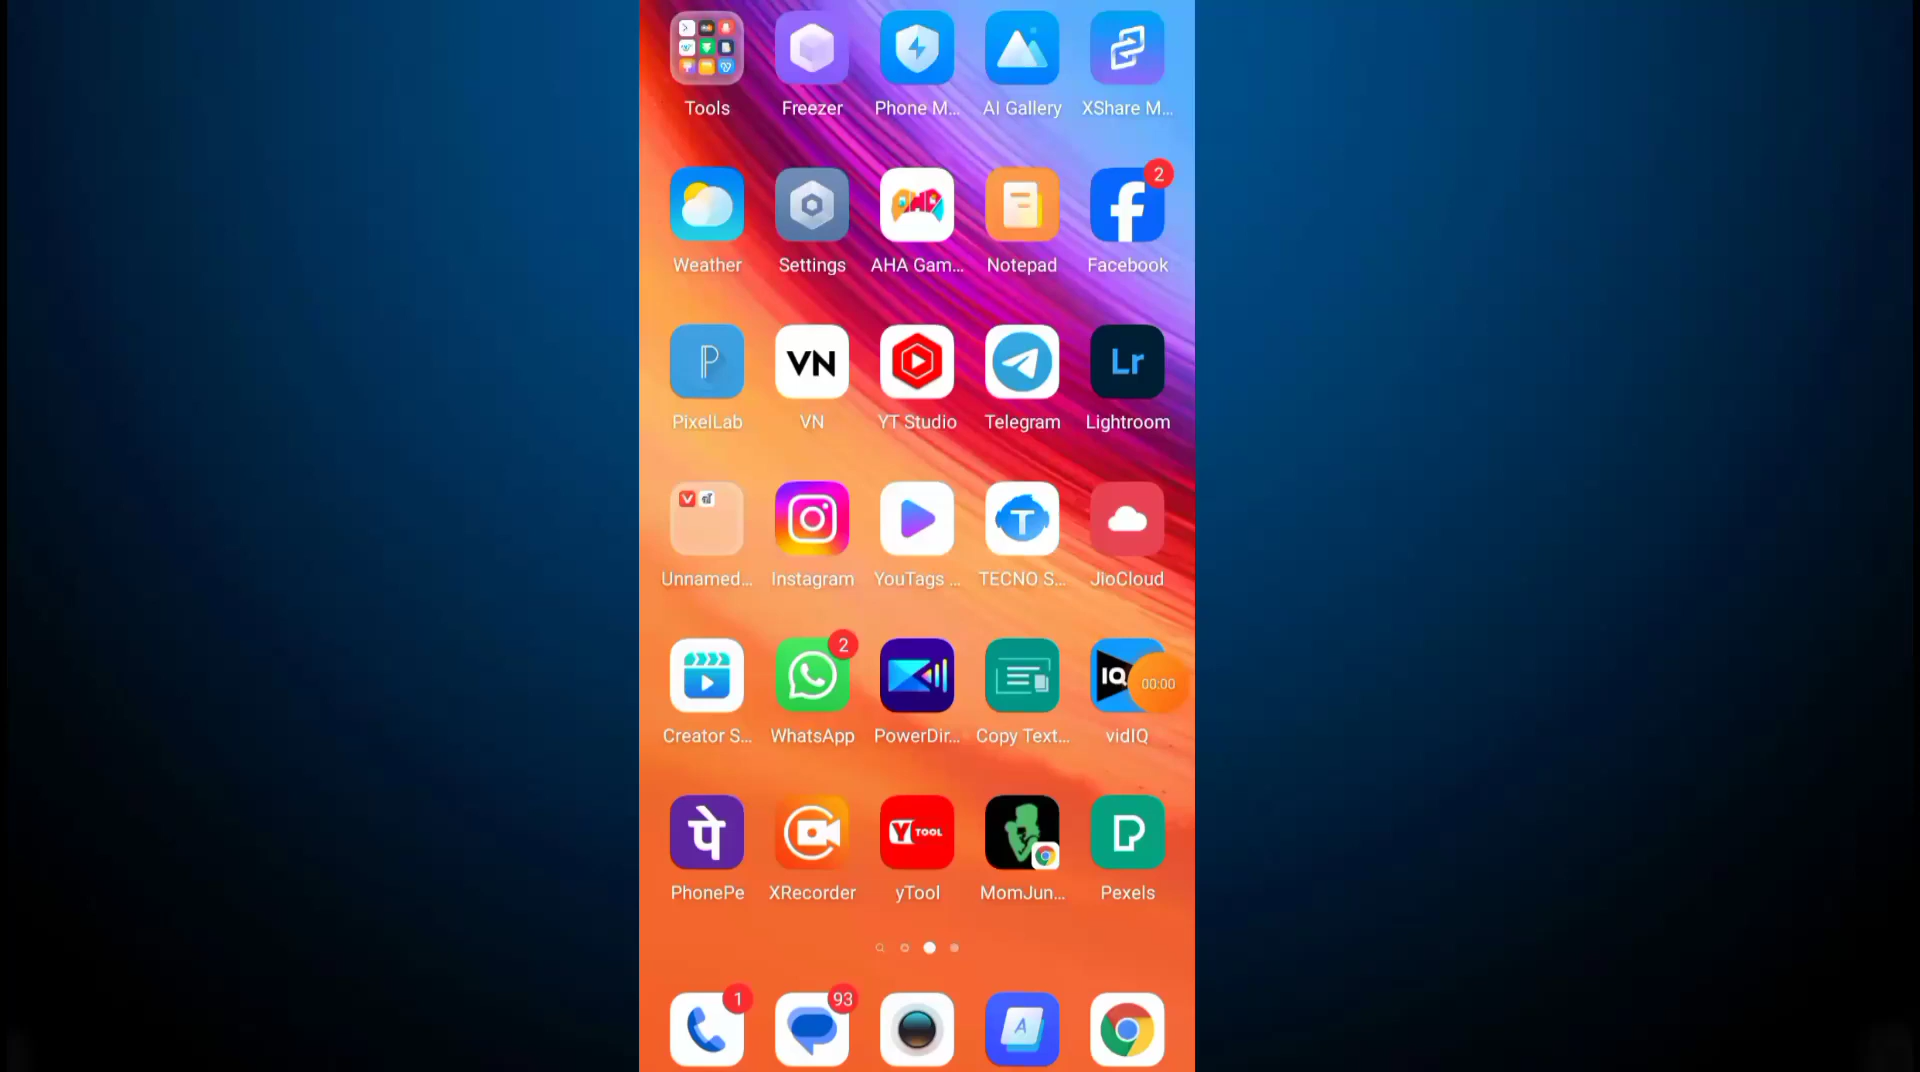 Tools Freezer Phone M... AI Gallery XShare M...
2
Weather Settings AHA Gam... Notepad Facebook
P VN Lr
PixelLab VN YT Studio Telegram Lightroom
T
Unnamed... Instagram YouTags ... TECNO S... JioCloud
2
IQ 00:00
Creator S... WhatsApp PowerDir... Copy Text... vidIQ
पे Y TOOL P
PhonePe XRecorder yTool MomJun... Pexels
1 93
A